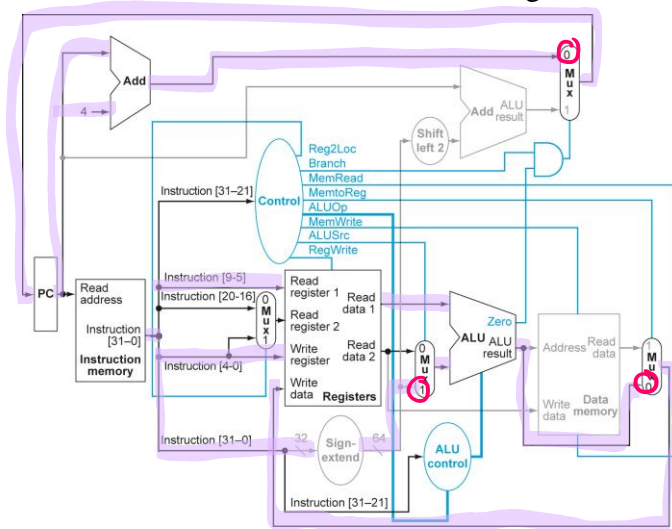 0
M
u
x
1
Add
4
Add ALU
result
Shift
left 2
Reg2Loc
Branch
MemRead
MemtoReg
ALUOp
MemWrite
ALUSrc
RegWrite
Control
Instruction [31–21]
PC
Read
address
Instruction
[31–0]
Instruction
memory
Instruction [9-5]
Instruction [20-16]
Instruction [4-0]
0
M
u
x
1
Read
register 1
Read
data 1
Read
register 2
Write
register
Read
data 2
Write
data
Registers
0
M
u
x
1
Zero
ALU
ALU
result
Address
Read
data
Write
data
Data
memory
1
M
u
x
0
Instruction [31–0]
32
Sign-
extend
64
ALU
control
Instruction [31–21]